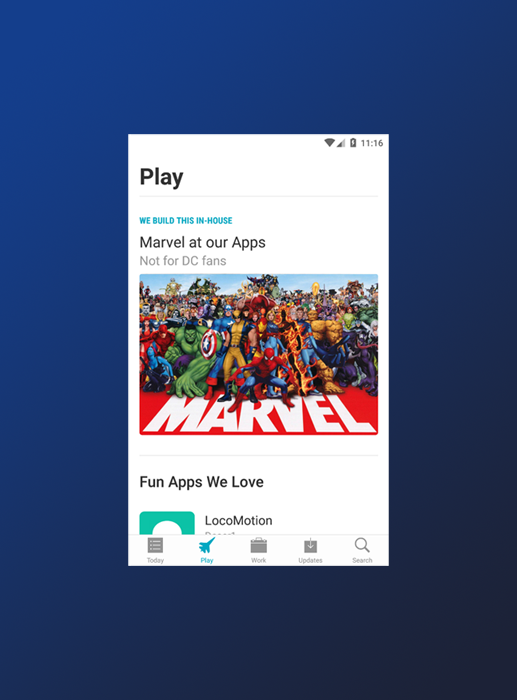 11:16
Play
WE BUILD THIS IN-HOUSE
Marvel at our Apps
Not for DC fans
MARVEL
Fun Apps We Love
LocoMotion
Today
Play
Work
Updates
Search